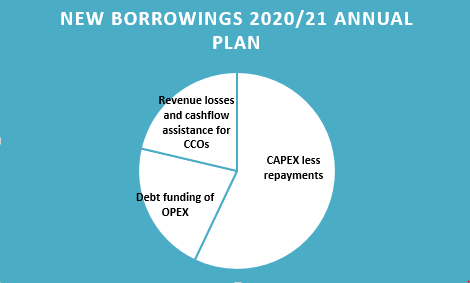 NEW BORROWINGS 2020/21 ANNUAL
PLAN
Revenue losses
and cashflow
assistance for
CCOs
CAPEX less
repayments
Debt funding of
OPEX